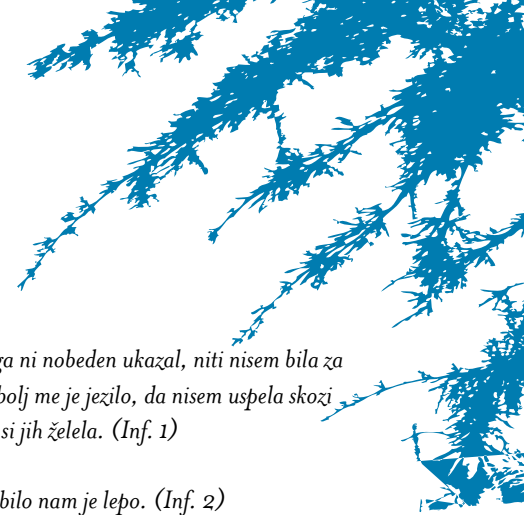 ga ni nobeden ukazal, niti nisem bila za
bolj me je jezilo, da nisem uspela skozi
si jih želela. (Inf. 1)
bilo nam je lepo. (Inf. 2)